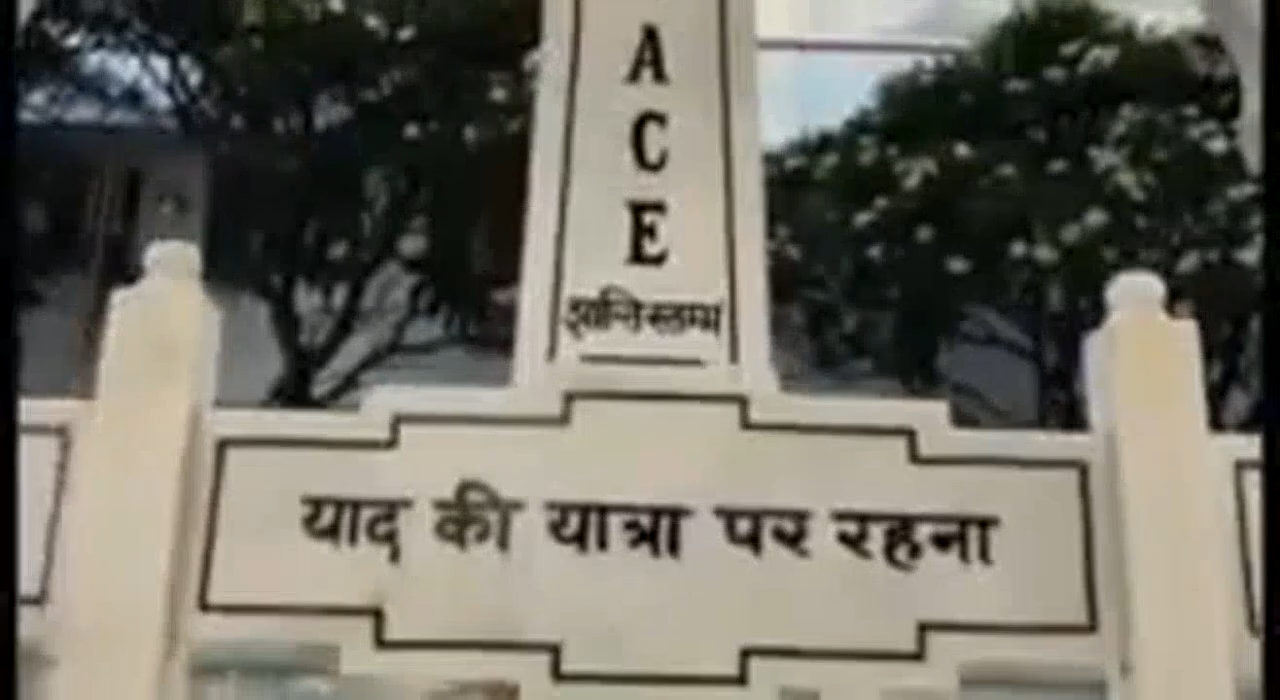 A
C
E
शान्ति स्तम्भ
याद की यात्रा पर रहना